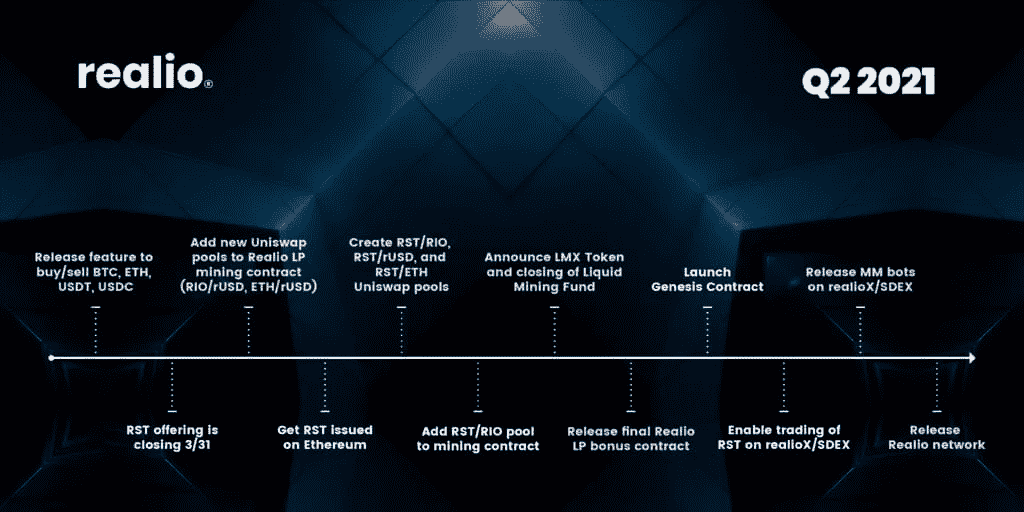 realio®
Q2 2021
Release feature to
buy/sell BTC, ETH,
USDT, USDC
Add new Uniswap
pools to Realio LP
mining contract
(RIO/rUSD, ETH/rUSD)
Create RST/RIO,
RST/rUSD, and
RST/ETH
Uniswap pools
Announce LMX Token
and closing of Liquid
Mining Fund
Launch
Genesis Contract
Release MM bots
on realioX/SDEX
RST offering is
closing 3/31
Get RST issued
on Ethereum
Add RST/RIO pool
to mining contract
Release final Realio
LP bonus contract
Enable trading of
RST on realioX/SDEX
Release
Realio network